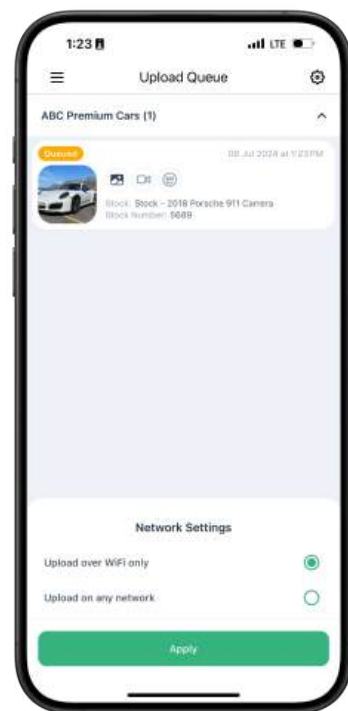 1:23
LTE
Upload Queue
ABC Premium Cars (1)
Queued
08 Jul 2024 at 1:23PM
Stock: Stock - 2018 Porsche 911 Carrera
Stock Number: 5689
Network Settings
Upload over WiFi only
Upload on any network
Apply